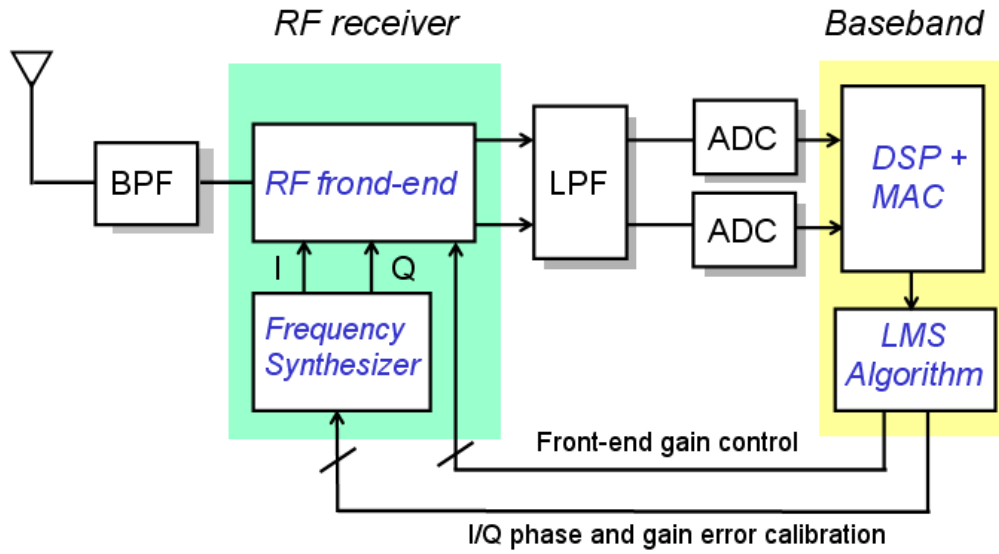 RF receiver
Baseband
BPF
RF frond-end
LPF
ADC
ADC
DSP +
MAC
I
Q
Frequency
Synthesizer
LMS
Algorithm
Front-end gain control
I/Q phase and gain error calibration